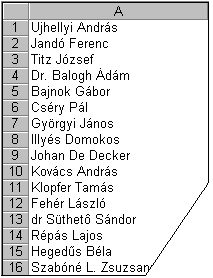 A
1 Ujhellyi András
2 Jandó Ferenc
3 Titz József
4 Dr. Balogh Ádám
5 Bajnok Gábor
6 Cséry Pál
7 Györgyi János
8 Illyés Domokos
9 Johan De Decker
10 Kovács András
11 Klopfer Tamás
12 Fehér László
13 dr Süthető Sándor
14 Répás Lajos
15 Hegedűs Béla
16 Szabóné L. Zsuzsan